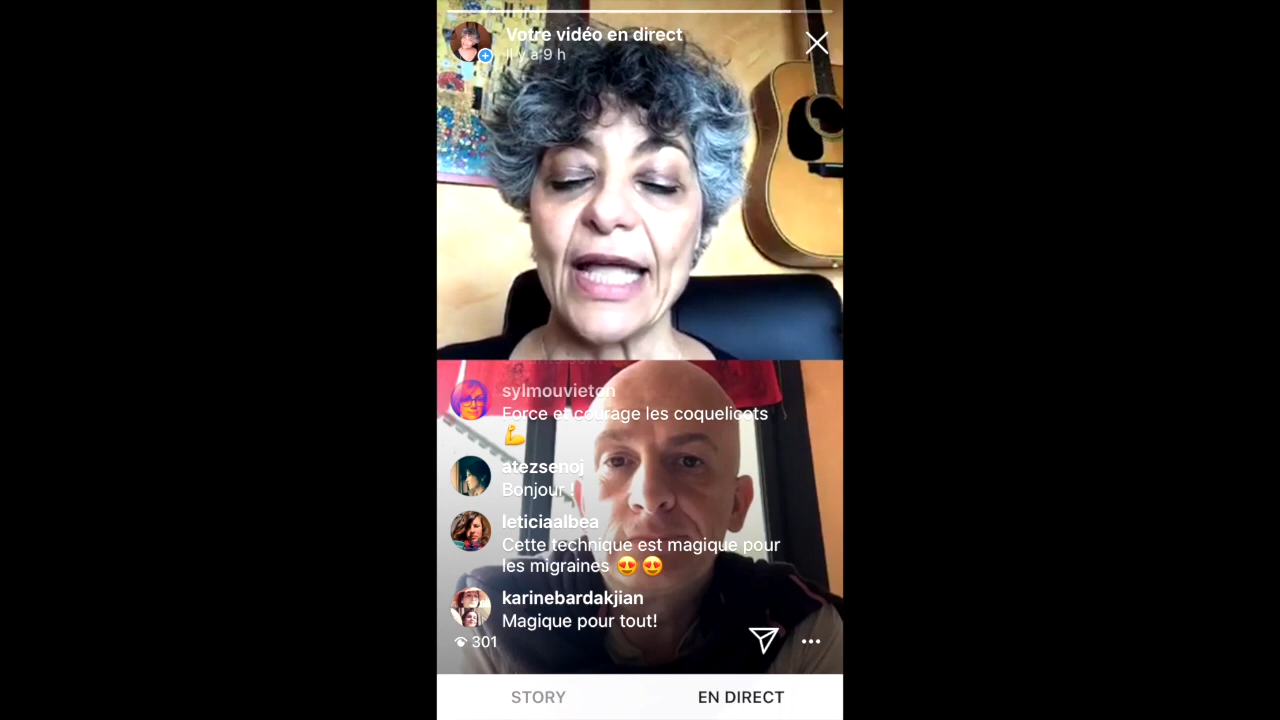 Votre vidéo en direct
Il y a 9 h
sylmouvieton
Force et courage les coquelicots
💪
atezsenoj
Bonjour !
leticiaalbea
Cette technique est magique pour
les migraines 😍😍
karinebardakjian
Magique pour tout!
301
STORY
EN DIRECT